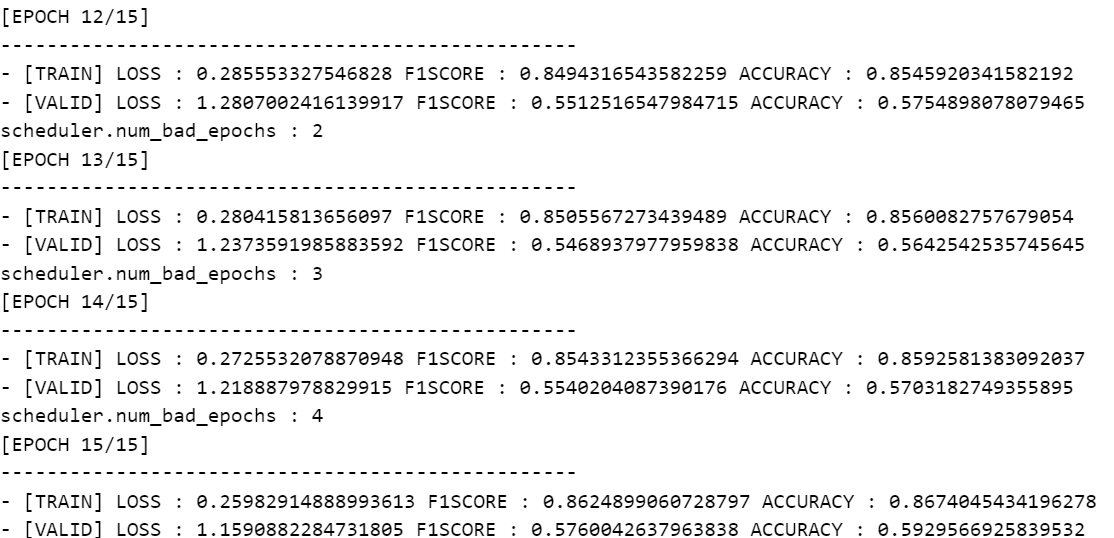 [EPOCH 12/15]
--------------------------------------------------
- [TRAIN] LOSS : 0.285553327546828 F1SCORE : 0.8494316543582259 ACCURACY : 0.8545920341582192
- [VALID] LOSS : 1.2807002416139917 F1SCORE : 0.5512516547984715 ACCURACY : 0.5754898078079465
scheduler.num_bad_epochs : 2
[EPOCH 13/15]
--------------------------------------------------
- [TRAIN] LOSS : 0.280415813656097 F1SCORE : 0.8505567273439489 ACCURACY : 0.8560082757679054
- [VALID] LOSS : 1.2373591985883592 F1SCORE : 0.5468937977959838 ACCURACY : 0.5642542535745645
scheduler.num_bad_epochs : 3
[EPOCH 14/15]
--------------------------------------------------
- [TRAIN] LOSS : 0.2725532078870948 F1SCORE : 0.8543312355366294 ACCURACY : 0.8592581383092037
- [VALID] LOSS : 1.218887978829915 F1SCORE : 0.5540204087390176 ACCURACY : 0.5703182749355895
scheduler.num_bad_epochs : 4
[EPOCH 15/15]
--------------------------------------------------
- [TRAIN] LOSS : 0.25982914888993613 F1SCORE : 0.8624899060728797 ACCURACY : 0.8674045434196278
- [VALID] LOSS : 1.1590882284731805 F1SCORE : 0.5760042637963838 ACCURACY : 0.5929566925839532